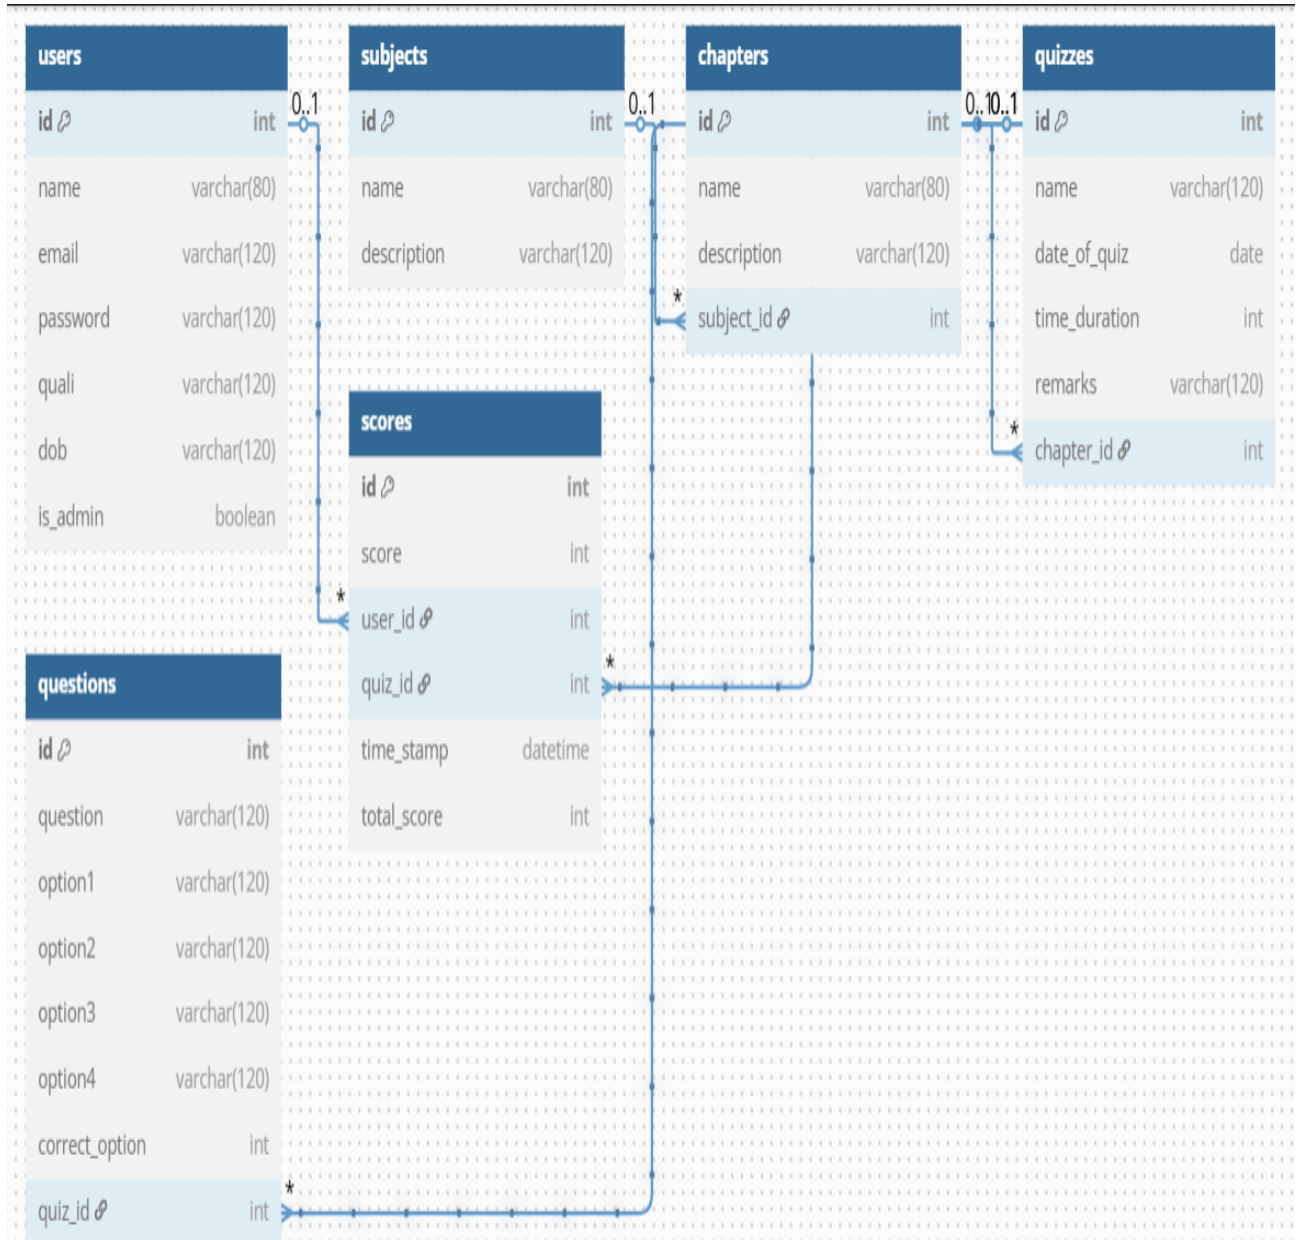 users
id int
name varchar(80)
email varchar(120)
password varchar(120)
quali varchar(120)
dob varchar(120)
is_admin boolean
0..1
*
subjects
id int
name varchar(80)
description varchar(120)
0..1
*
chapters
id int
name varchar(80)
description varchar(120)
subject_id int
0..1
0..1
*
quizzes
id int
name varchar(120)
date_of_quiz date
time_duration int
remarks varchar(120)
chapter_id int
scores
id int
score int
user_id int
quiz_id int
*
time_stamp datetime
total_score int
questions
id int
question varchar(120)
option1 varchar(120)
option2 varchar(120)
option3 varchar(120)
option4 varchar(120)
correct_option int
quiz_id int
*